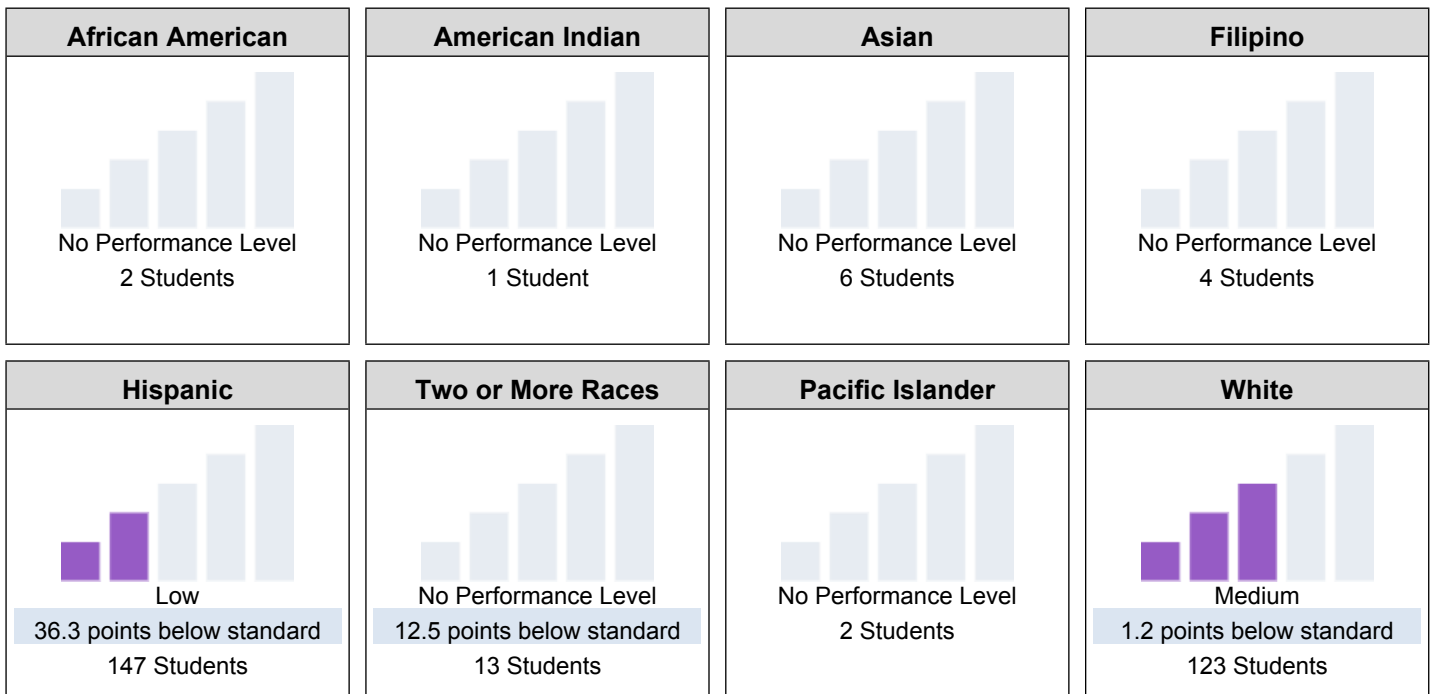 African American
No Performance Level
2 Students
American Indian
No Performance Level
1 Student
Asian
No Performance Level
6 Students
Filipino
No Performance Level
4 Students
Hispanic
Low
36.3 points below standard
147 Students
Two or More Races
No Performance Level
12.5 points below standard
13 Students
Pacific Islander
No Performance Level
2 Students
White
Medium
1.2 points below standard
123 Students